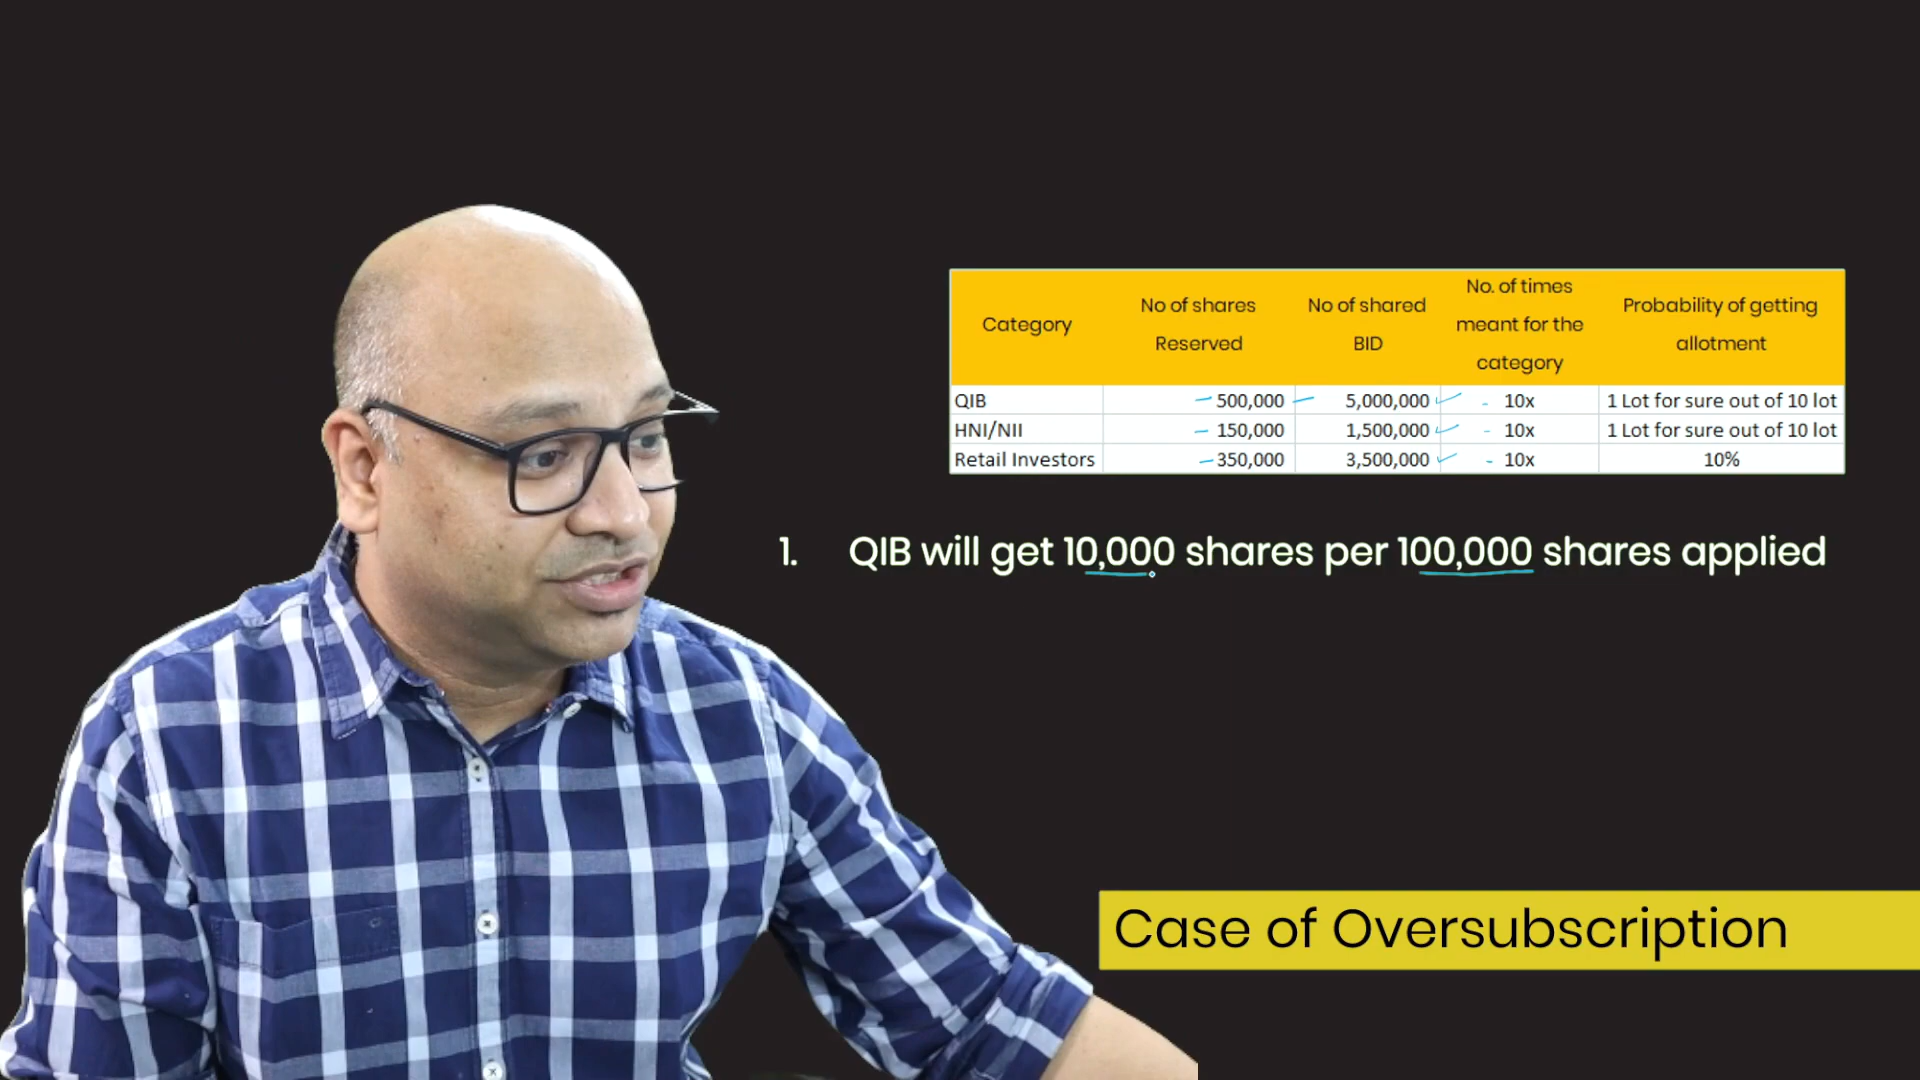 Category No of shares Reserved No of shared BID No. of times meant for the category Probability of getting allotment
QIB 500,000 5,000,000 10x 1 Lot for sure out of 10 lot
HNI/NII 150,000 1,500,000 10x 1 Lot for sure out of 10 lot
Retail Investors 350,000 3,500,000 10x 10%
1. QIB will get 10,000 shares per 100,000 shares applied
Case of Oversubscription